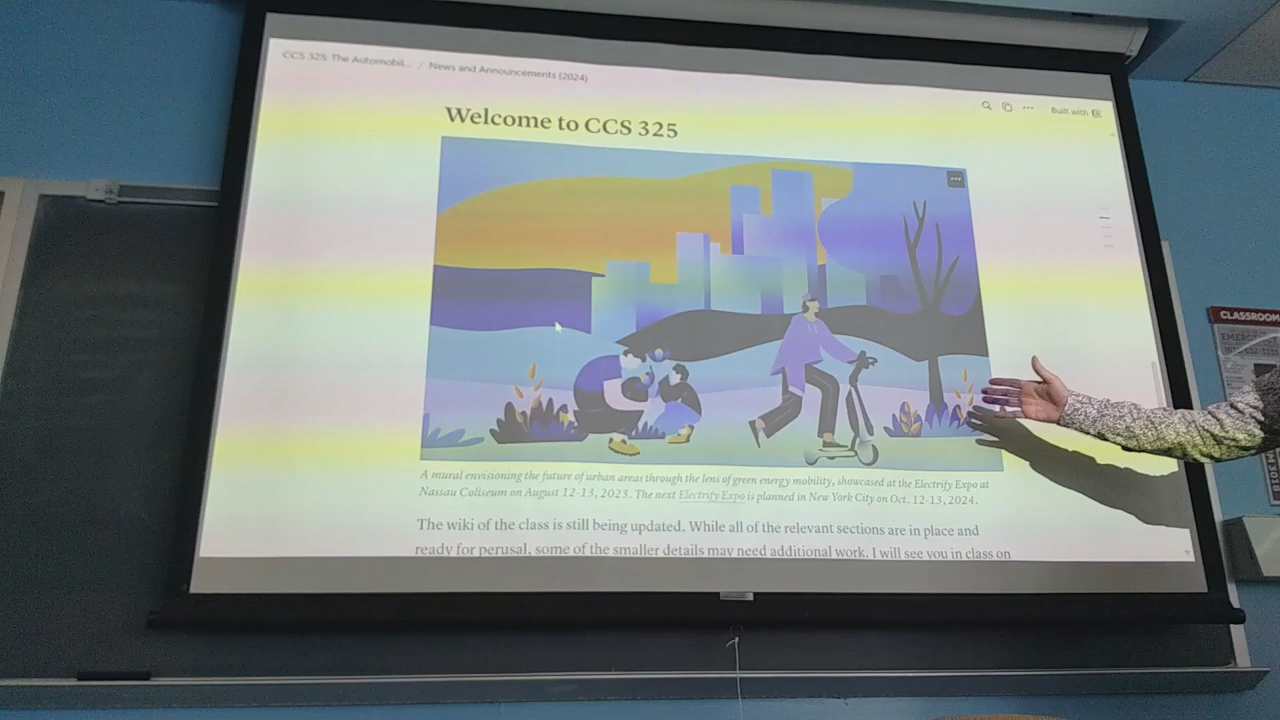 CCS 325: The Automobil... / News and Announcements (2024)
Built with
Welcome to CCS 325
A mural envisioning the future of urban areas through the lens of green energy mobility, showcased at the Electrify Expo at
Nassau Coliseum on August 12-13, 2023. The next Electrify Expo is planned in New York City on Oct. 12-13, 2024.
The wiki of the class is still being updated. While all of the relevant sections are in place and
ready for perusal, some of the smaller details may need additional work. I will see you in class on
CLASSROOM